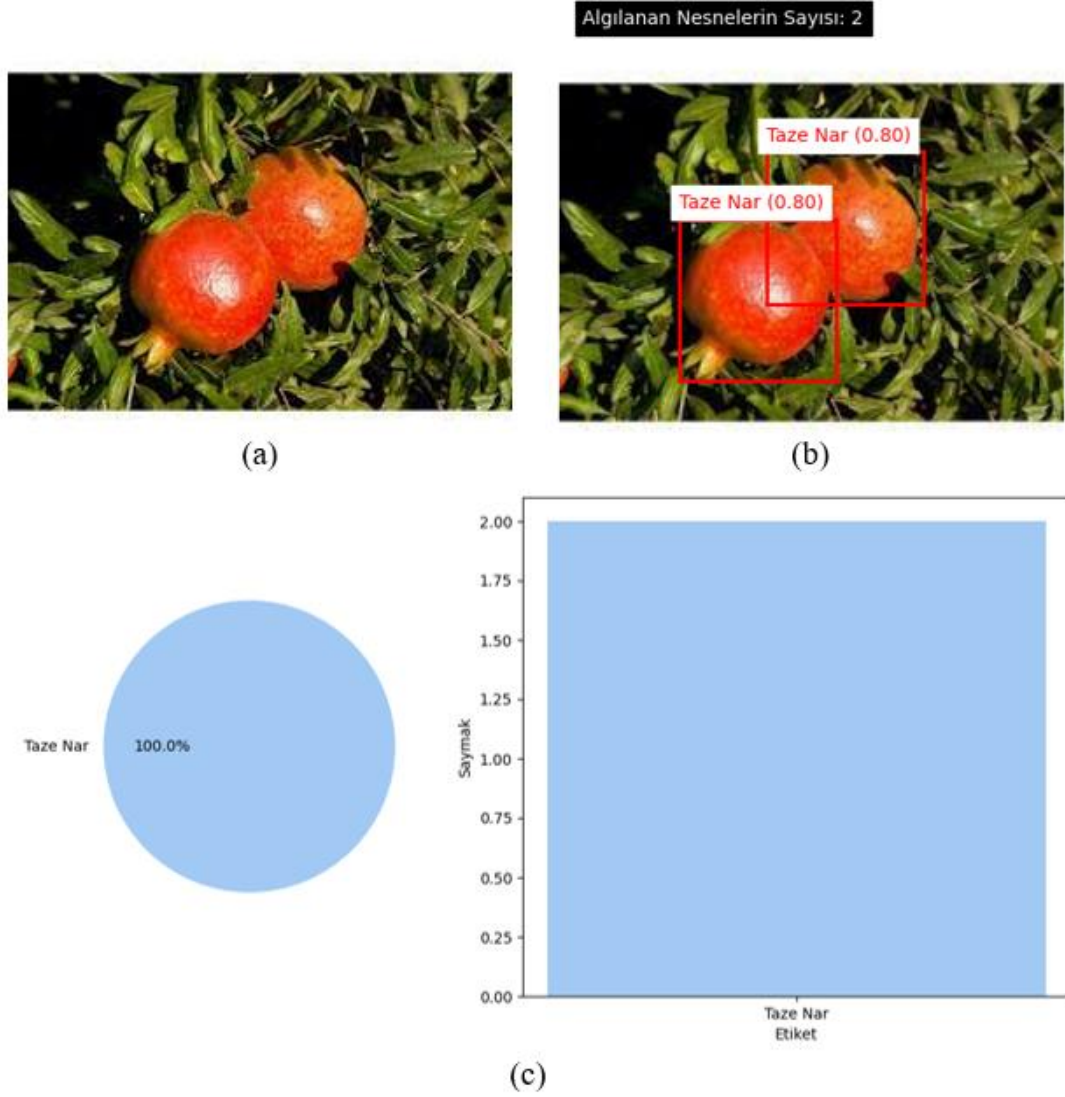 Algılanan Nesnelerin Sayısı: 2
Taze Nar (0.80)
Taze Nar (0.80)
(a)
(b)
Taze Nar
100.0%
2.00
1.75
1.50
1.25
1.00
0.75
0.50
0.25
0.00
Saymak
Taze Nar
Etiket
(c)